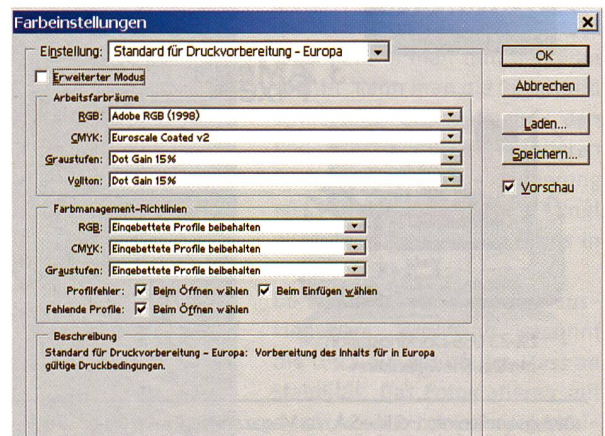 Farbeinstellungen
Einstellung: Standard für Druckvorbereitung - Europa
OK
Erweiterter Modus
Abbrechen
Arbeitsfarbräume
RGB: Adobe RGB (1998)
Laden...
CMYK: Euroscale Coated v2
Graustufen: Dot Gain 15%
Speichern...
Vollton: Dot Gain 15%
Vorschau
Farbmanagement-Richtlinien
RGB: Eingebettete Profile beibehalten
CMYK: Eingebettete Profile beibehalten
Graustufen: Eingebettete Profile beibehalten
Profilfehler: Beim Öffnen wählen Beim Einfügen wählen
Fehlende Profile: Beim Öffnen wählen
Beschreibung
Standard für Druckvorbereitung - Europa: Vorbereitung des Inhalts für in Europa
gültige Druckbedingungen.